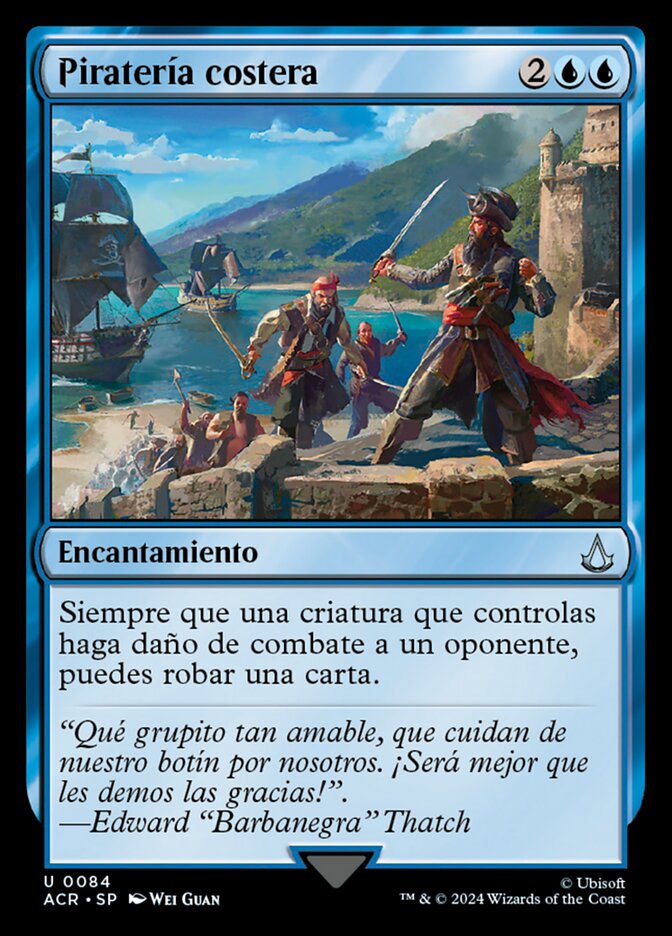 Piratería costera
2
Encantamiento
Siempre que una criatura que controlas
haga daño de combate a un oponente,
puedes robar una carta.
“Qué grupito tan amable, que cuidan de
nuestro botín por nosotros. ¡Será mejor que
les demos las gracias!”.
—Edward “Barbanegra” Thatch
U 0084
ACR • SP Wei Guan
© Ubisoft
™ & © 2024 Wizards of the Coast